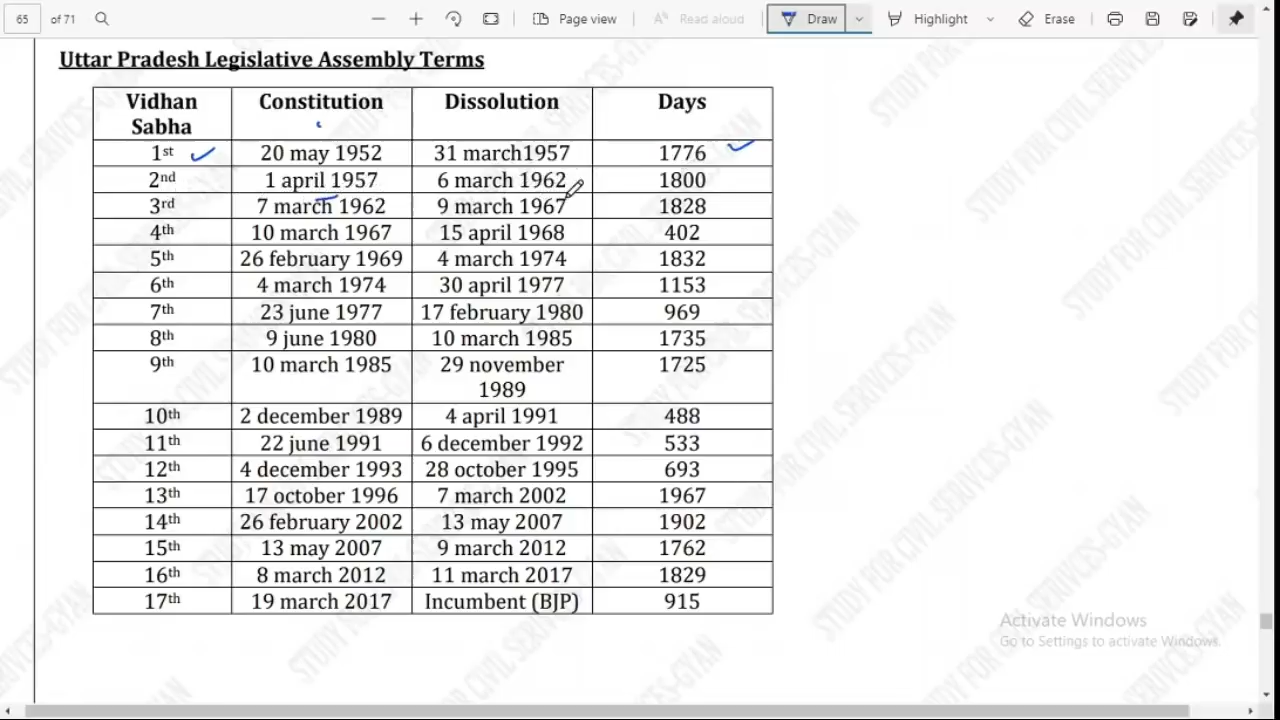 65 of 71 Page view Read aloud Draw Highlight Erase
Uttar Pradesh Legislative Assembly Terms
Vidhan Sabha Constitution Dissolution Days
1st 20 may 1952 31 march1957 1776
2nd 1 april 1957 6 march 1962 1800
3rd 7 march 1962 9 march 1967 1828
4th 10 march 1967 15 april 1968 402
5th 26 february 1969 4 march 1974 1832
6th 4 march 1974 30 april 1977 1153
7th 23 june 1977 17 february 1980 969
8th 9 june 1980 10 march 1985 1735
9th 10 march 1985 29 november 1989 1725
10th 2 december 1989 4 april 1991 488
11th 22 june 1991 6 december 1992 533
12th 4 december 1993 28 october 1995 693
13th 17 october 1996 7 march 2002 1967
14th 26 february 2002 13 may 2007 1902
15th 13 may 2007 9 march 2012 1762
16th 8 march 2012 11 march 2017 1829
17th 19 march 2017 Incumbent (BJP) 915
STUDY FOR CIVIL SERIVCES-GYAN
Activate Windows
Go to Settings to activate Windows.